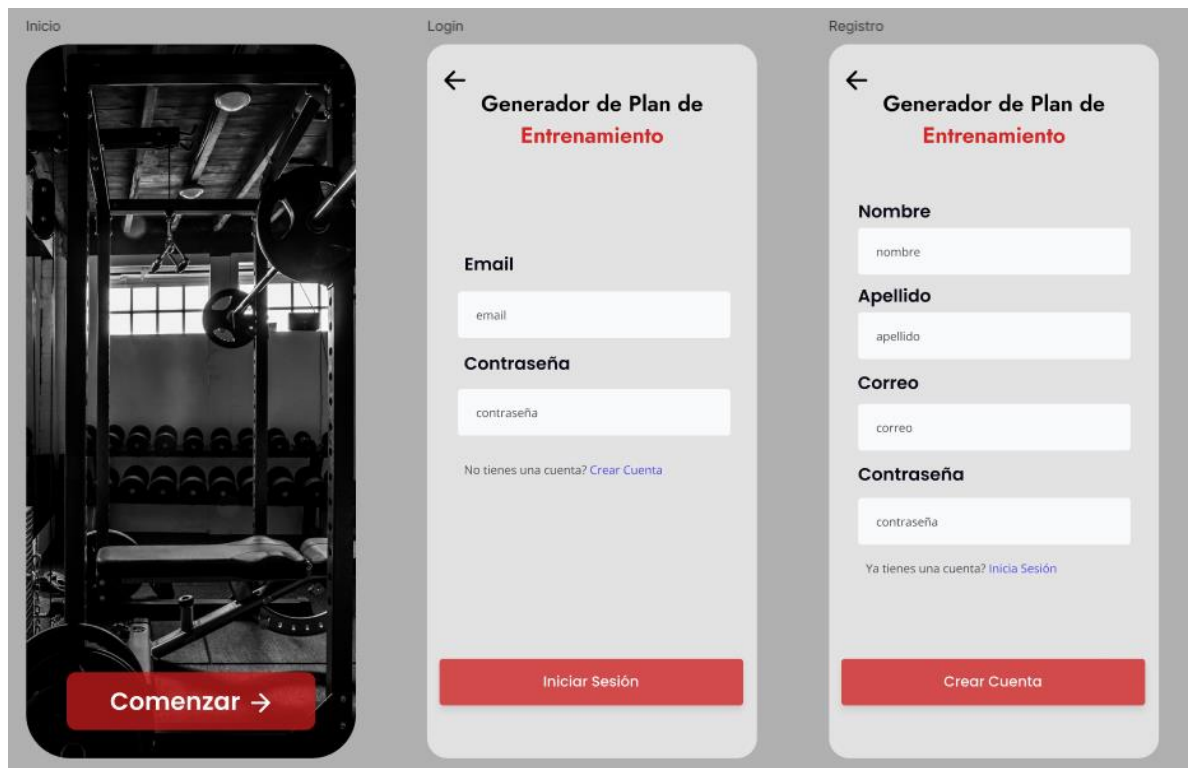 Inicio
Comenzar →
Login
←
Generador de Plan de
Entrenamiento
Email
email
Contraseña
contraseña
No tienes una cuenta? Crear Cuenta
Iniciar Sesión
Registro
←
Generador de Plan de
Entrenamiento
Nombre
nombre
Apellido
apellido
Correo
correo
Contraseña
contraseña
Ya tienes una cuenta? Inicia Sesión
Crear Cuenta